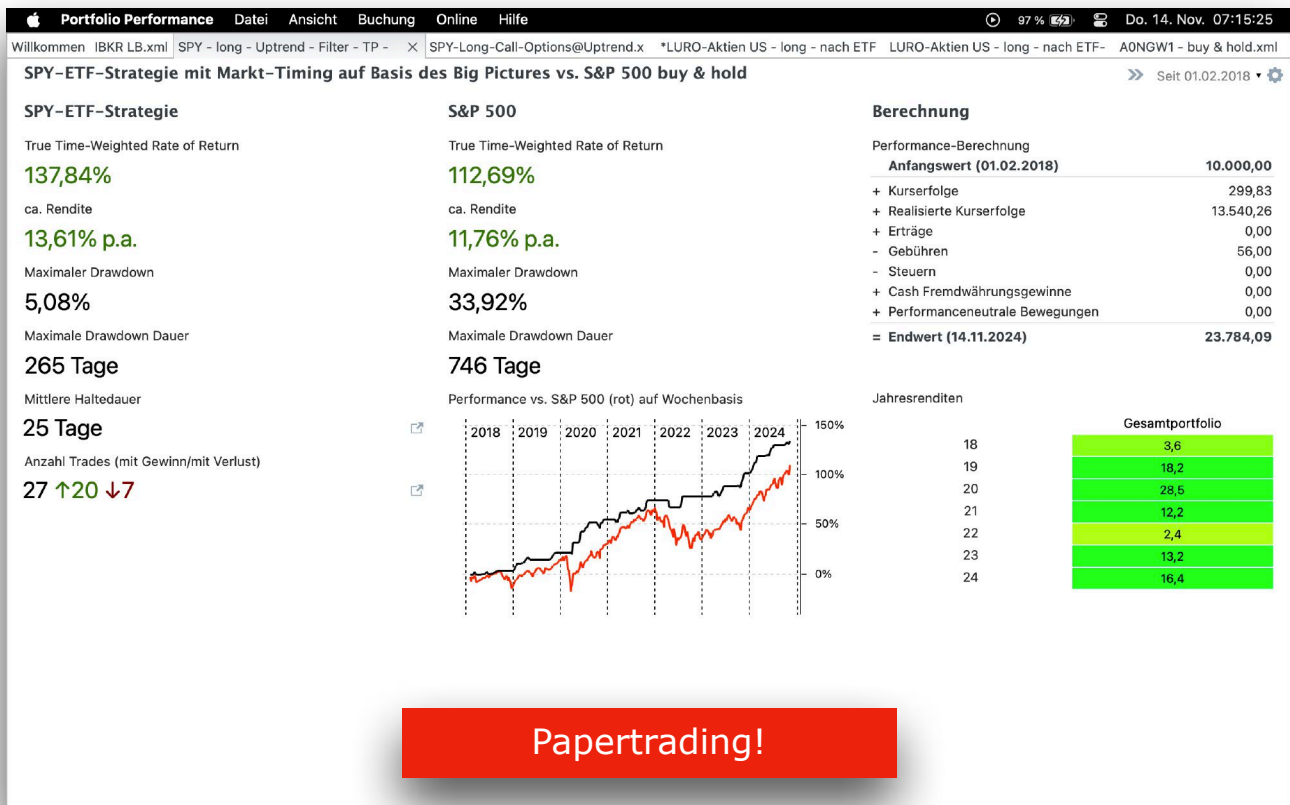 Portfolio Performance Datei Ansicht Buchung Online Hilfe 97 % Do. 14. Nov. 07:15:25
Willkommen IBKR LB.xml SPY - long - Uptrend - Filter - TP - × SPY-Long-Call-Options@Uptrend.x *LURO-Aktien US - long - nach ETF LURO-Aktien US - long - nach ETF- A0NGW1 - buy & hold.xml
SPY-ETF-Strategie mit Markt-Timing auf Basis des Big Pictures vs. S&P 500 buy & hold
Seit 01.02.2018
SPY-ETF-Strategie
True Time-Weighted Rate of Return
137,84%
ca. Rendite
13,61% p.a.
Maximaler Drawdown
5,08%
Maximale Drawdown Dauer
265 Tage
Mittlere Haltedauer
25 Tage
Anzahl Trades (mit Gewinn/mit Verlust)
27 ↑20 ↓7
S&P 500
True Time-Weighted Rate of Return
112,69%
ca. Rendite
11,76% p.a.
Maximaler Drawdown
33,92%
Maximale Drawdown Dauer
746 Tage
Performance vs. S&P 500 (rot) auf Wochenbasis
2018 2019 2020 2021 2022 2023 2024
150%
100%
50%
0%
Berechnung
Performance-Berechnung
Anfangswert (01.02.2018) 10.000,00
+ Kurserfolge 299,83
+ Realisierte Kurserfolge 13.540,26
+ Erträge 0,00
- Gebühren 56,00
- Steuern 0,00
+ Cash Fremdwährungsgewinne 0,00
+ Performanceneutrale Bewegungen 0,00
= Endwert (14.11.2024) 23.784,09
Jahresrenditen
Gesamtportfolio
18 3,6
19 18,2
20 28,5
21 12,2
22 2,4
23 13,2
24 16,4
Papertrading!